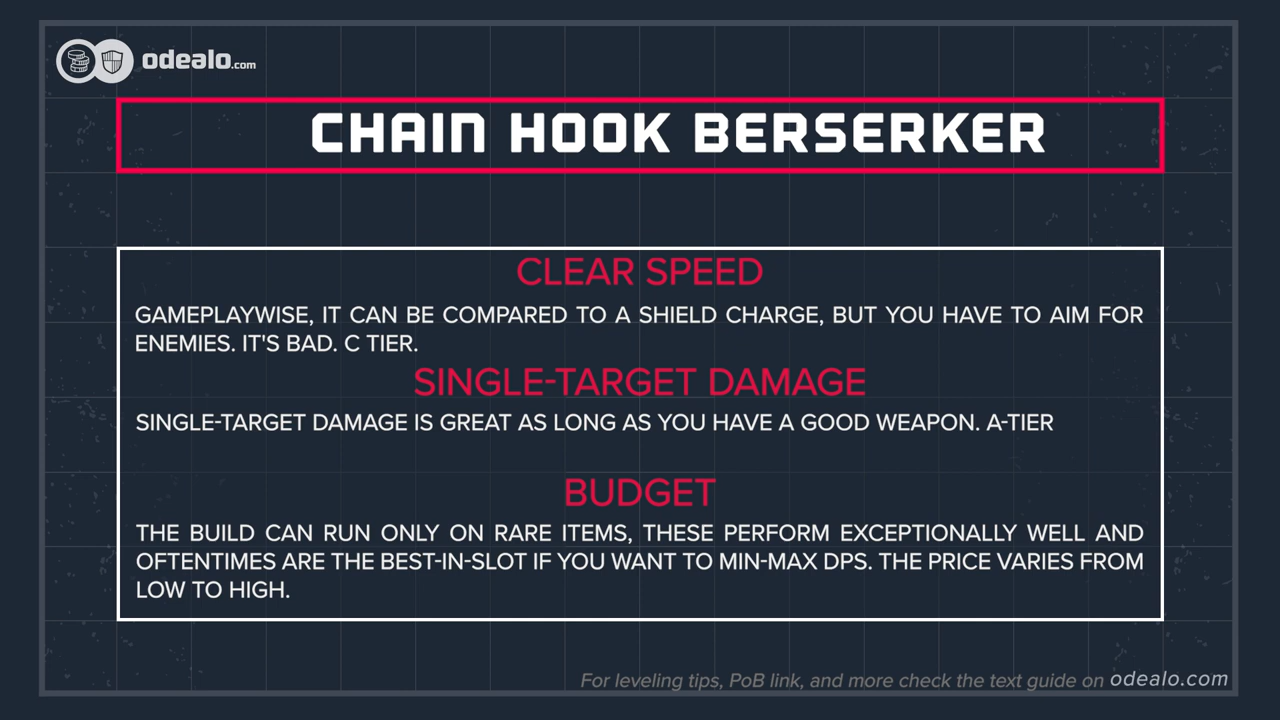 odealo.com
CHAIN HOOK BERSERKER
CLEAR SPEED
GAMEPLAYWISE, IT CAN BE COMPARED TO A SHIELD CHARGE, BUT YOU HAVE TO AIM FOR
ENEMIES. IT'S BAD. C TIER.
SINGLE-TARGET DAMAGE
SINGLE-TARGET DAMAGE IS GREAT AS LONG AS YOU HAVE A GOOD WEAPON. A-TIER
BUDGET
THE BUILD CAN RUN ONLY ON RARE ITEMS, THESE PERFORM EXCEPTIONALLY WELL AND
OFTENTIMES ARE THE BEST-IN-SLOT IF YOU WANT TO MIN-MAX DPS. THE PRICE VARIES FROM
LOW TO HIGH.
For leveling tips, PoB link, and more check the text guide on odealo.com